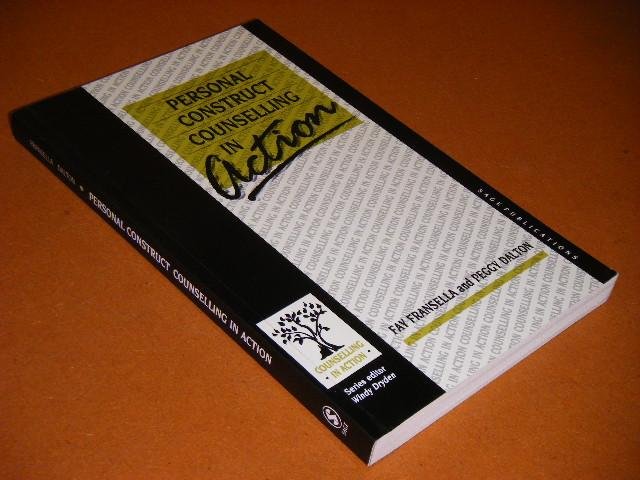 PERSONAL
CONSTRUCT
COUNSELLING
IN
Action
FAY FRANSELLA and PEGGY DALTON
SAGE PUBLICATIONS
COUNSELLING
IN ACTION
Series editor
Windy Dryden
FRANSELLA DALTON • PERSONAL CONSTRUCT COUNSELLING IN ACTION
SAGE